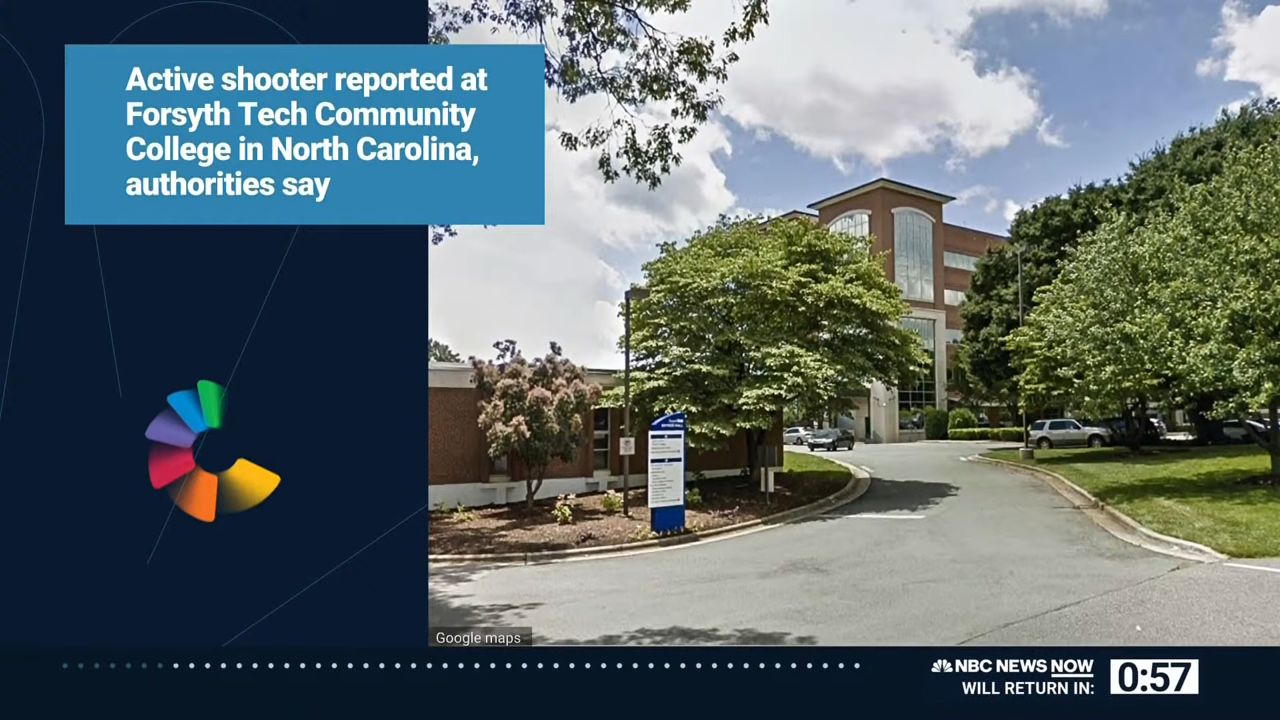 Active shooter reported at
Forsyth Tech Community
College in North Carolina,
authorities say
Google maps
NBC NEWS NOW
WILL RETURN IN:
0:57